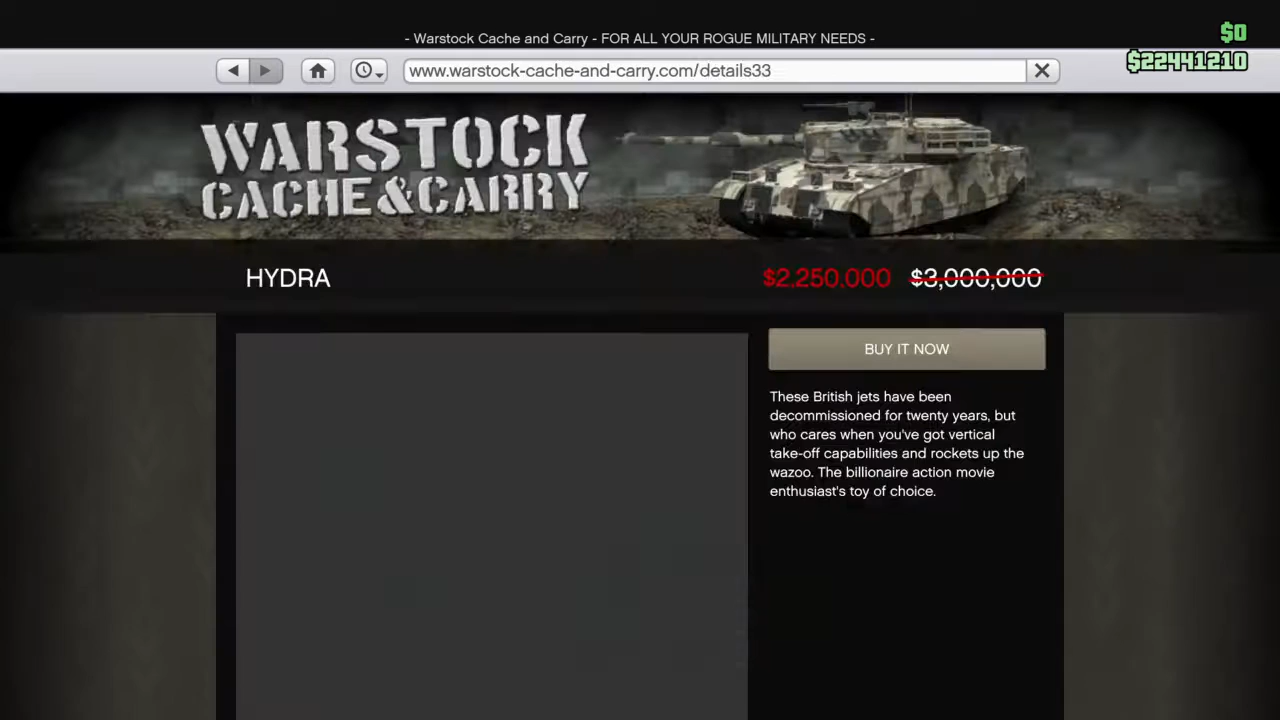 - Warstock Cache and Carry - FOR ALL YOUR ROGUE MILITARY NEEDS -
$0
$22441210
www.warstock-cache-and-carry.com/details33
WARSTOCK
CACHE&CARRY
HYDRA
$2,250,000 $3,000,000
BUY IT NOW
These British jets have been
decommissioned for twenty years, but
who cares when you've got vertical
take-off capabilities and rockets up the
wazoo. The billionaire action movie
enthusiast's toy of choice.